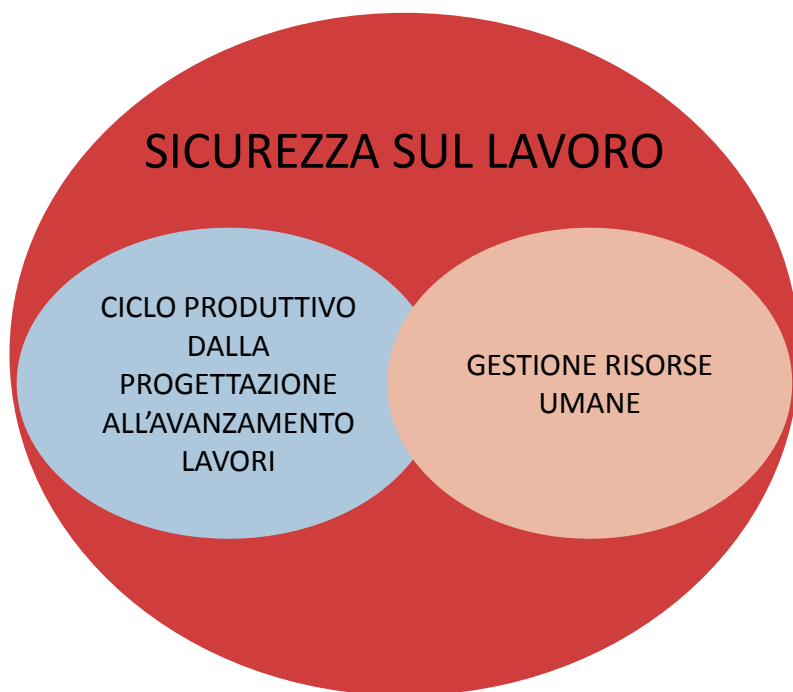 SICUREZZA SUL LAVORO
CICLO PRODUTTIVO
DALLA
PROGETTAZIONE
ALL’AVANZAMENTO
LAVORI
GESTIONE RISORSE
UMANE